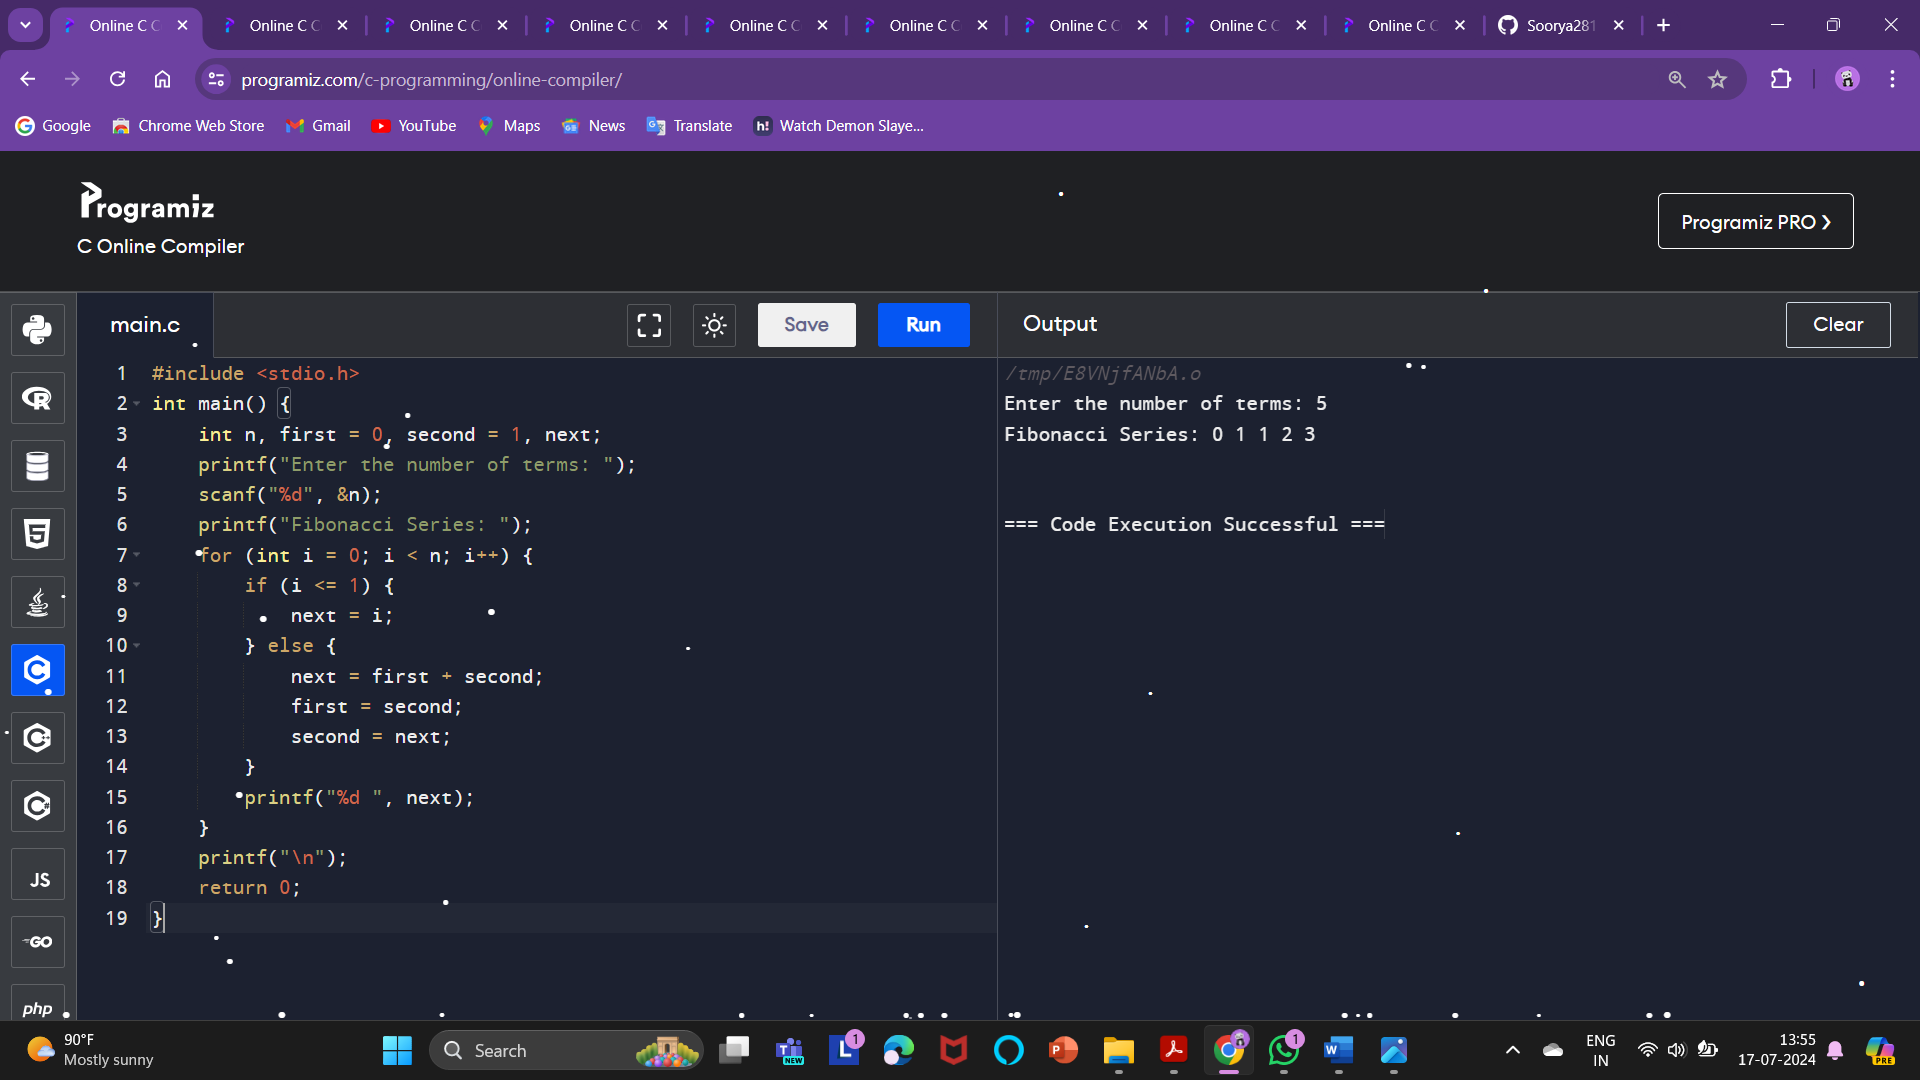 Online C C
Online C C
Online C C
Online C C
Online C C
Online C C
Online C C
Online C C
Online C C
Soorya281
programiz.com/c-programming/online-compiler/
Google
Chrome Web Store
Gmail
YouTube
Maps
News
Translate
Watch Demon Slaye...
Programiz
C Online Compiler
Programiz PRO ❯
main.c
Save
Run
Output
Clear
1 #include <stdio.h>
2 int main() {
3 int n, first = 0, second = 1, next;
4 printf("Enter the number of terms: ");
5 scanf("%d", &n);
6 printf("Fibonacci Series: ");
7 for (int i = 0; i < n; i++) {
8 if (i <= 1) {
9 next = i;
10 } else {
11 next = first + second;
12 first = second;
13 second = next;
14 }
15 printf("%d ", next);
16 }
17 printf("\n");
18 return 0;
19 }
/tmp/E8VNjfANbA.o
Enter the number of terms: 5
Fibonacci Series: 0 1 1 2 3
=== Code Execution Successful ===
JS
GO
php
90°F
Mostly sunny
Search
NEW
1
1
ENG
IN
13:55
17-07-2024
PRE